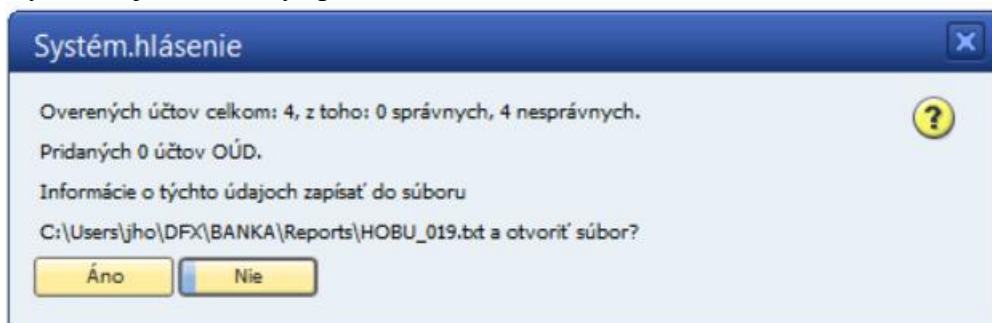 Systém.hlásenie
Overených účtov celkom: 4, z toho: 0 správnych, 4 nesprávnych.
Pridaných 0 účtov OÚD.
Informácie o týchto údajoch zapísať do súboru
C:\Users\jho\DFX\BANKA\Reports\HOBU_019.txt a otvoriť súbor?
Áno Nie